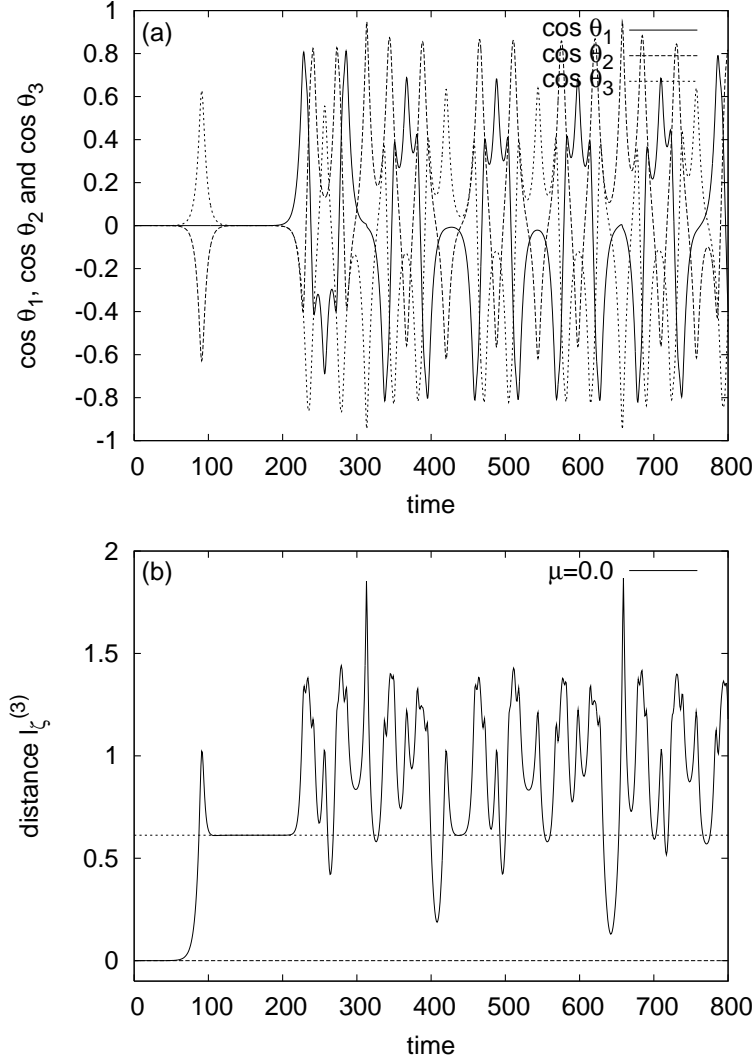 (a)
cos θ1
cos θ2
cos θ3
cos θ1, cos θ2 and cos θ3
1
0.8
0.6
0.4
0.2
0
-0.2
-0.4
-0.6
-0.8
-1
0 100 200 300 400 500 600 700 800
time
(b)
μ=0.0
distance lζ(3)
2
1.5
1
0.5
0
0 100 200 300 400 500 600 700 800
time